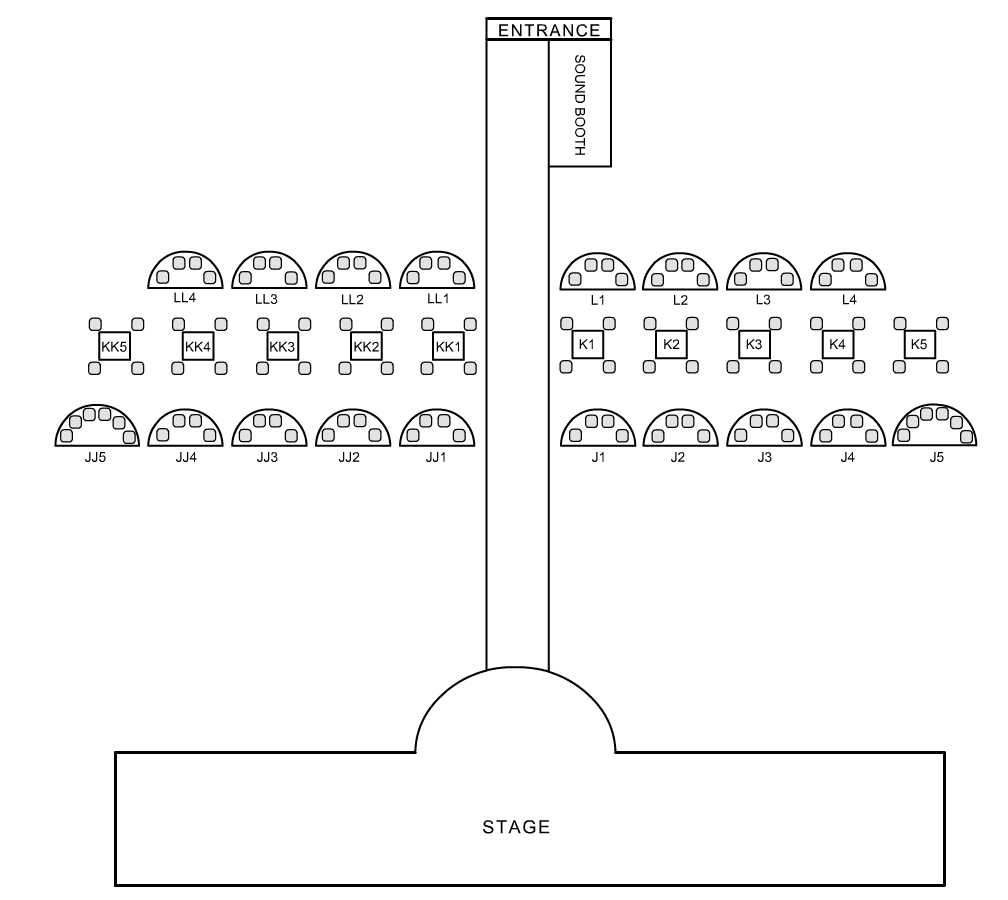 ENTRANCE
SOUND BOOTH
LL4 LL3 LL2 LL1 L1 L2 L3 L4
KK5 KK4 KK3 KK2 KK1 K1 K2 K3 K4 K5
JJ5 JJ4 JJ3 JJ2 JJ1 J1 J2 J3 J4 J5
STAGE